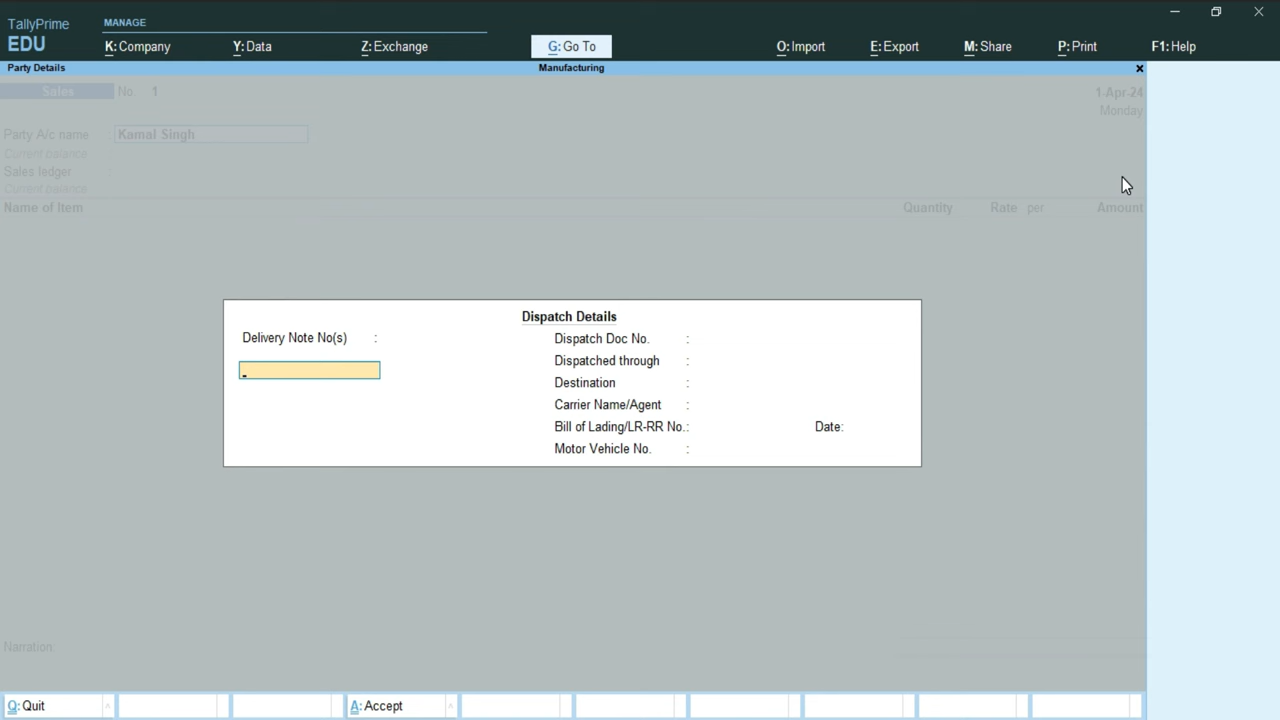 TallyPrime
EDU
MANAGE
K: Company Y: Data Z: Exchange G: Go To O: Import E: Export M: Share P: Print F1: Help
Party Details Manufacturing
Sales No. 1 1-Apr-24
Monday
Party A/c name : Kamal Singh
Current balance
Sales ledger :
Current balance
Name of Item Quantity Rate per Amount
Dispatch Details
Delivery Note No(s) :
Dispatch Doc No. :
Dispatched through :
Destination :
Carrier Name/Agent :
Bill of Lading/LR-RR No. : Date:
Motor Vehicle No. :
Narration
Q: Quit A: Accept